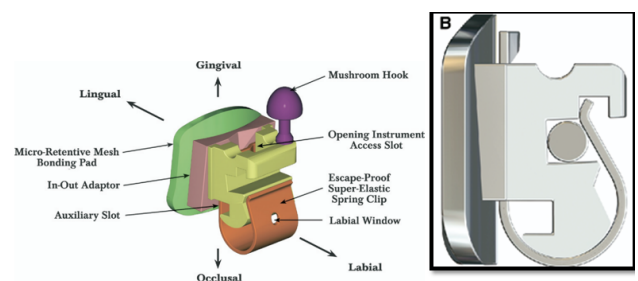 Gingival
Lingual
Mushroom Hook
Opening Instrument
Access Slot
Micro-Retentive Mesh
Bonding Pad
In-Out Adaptor
Escape-Proof
Super-Elastic
Spring Clip
Auxiliary Slot
Labial Window
Labial
Occlusal
B